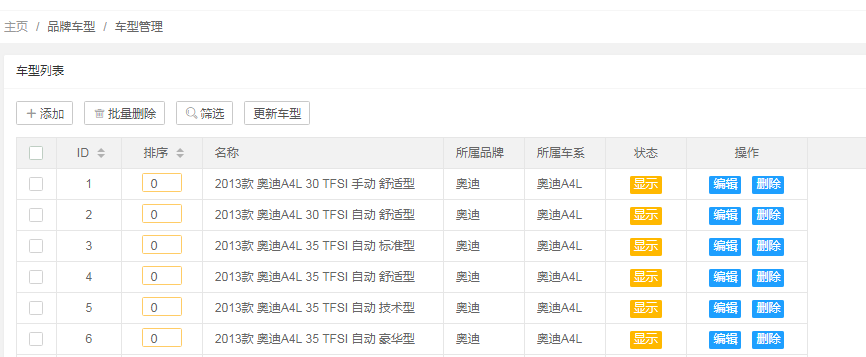 主页 / 品牌车型 / 车型管理
车型列表
添加 批量删除 筛选 更新车型
ID 排序 名称 所属品牌 所属车系 状态 操作
1 0 2013款 奥迪A4L 30 TFSI 手动 舒适型 奥迪 奥迪A4L 显示 编辑 删除
2 0 2013款 奥迪A4L 30 TFSI 自动 舒适型 奥迪 奥迪A4L 显示 编辑 删除
3 0 2013款 奥迪A4L 35 TFSI 自动 标准型 奥迪 奥迪A4L 显示 编辑 删除
4 0 2013款 奥迪A4L 35 TFSI 自动 舒适型 奥迪 奥迪A4L 显示 编辑 删除
5 0 2013款 奥迪A4L 35 TFSI 自动 技术型 奥迪 奥迪A4L 显示 编辑 删除
6 0 2013款 奥迪A4L 35 TFSI 自动 豪华型 奥迪 奥迪A4L 显示 编辑 删除